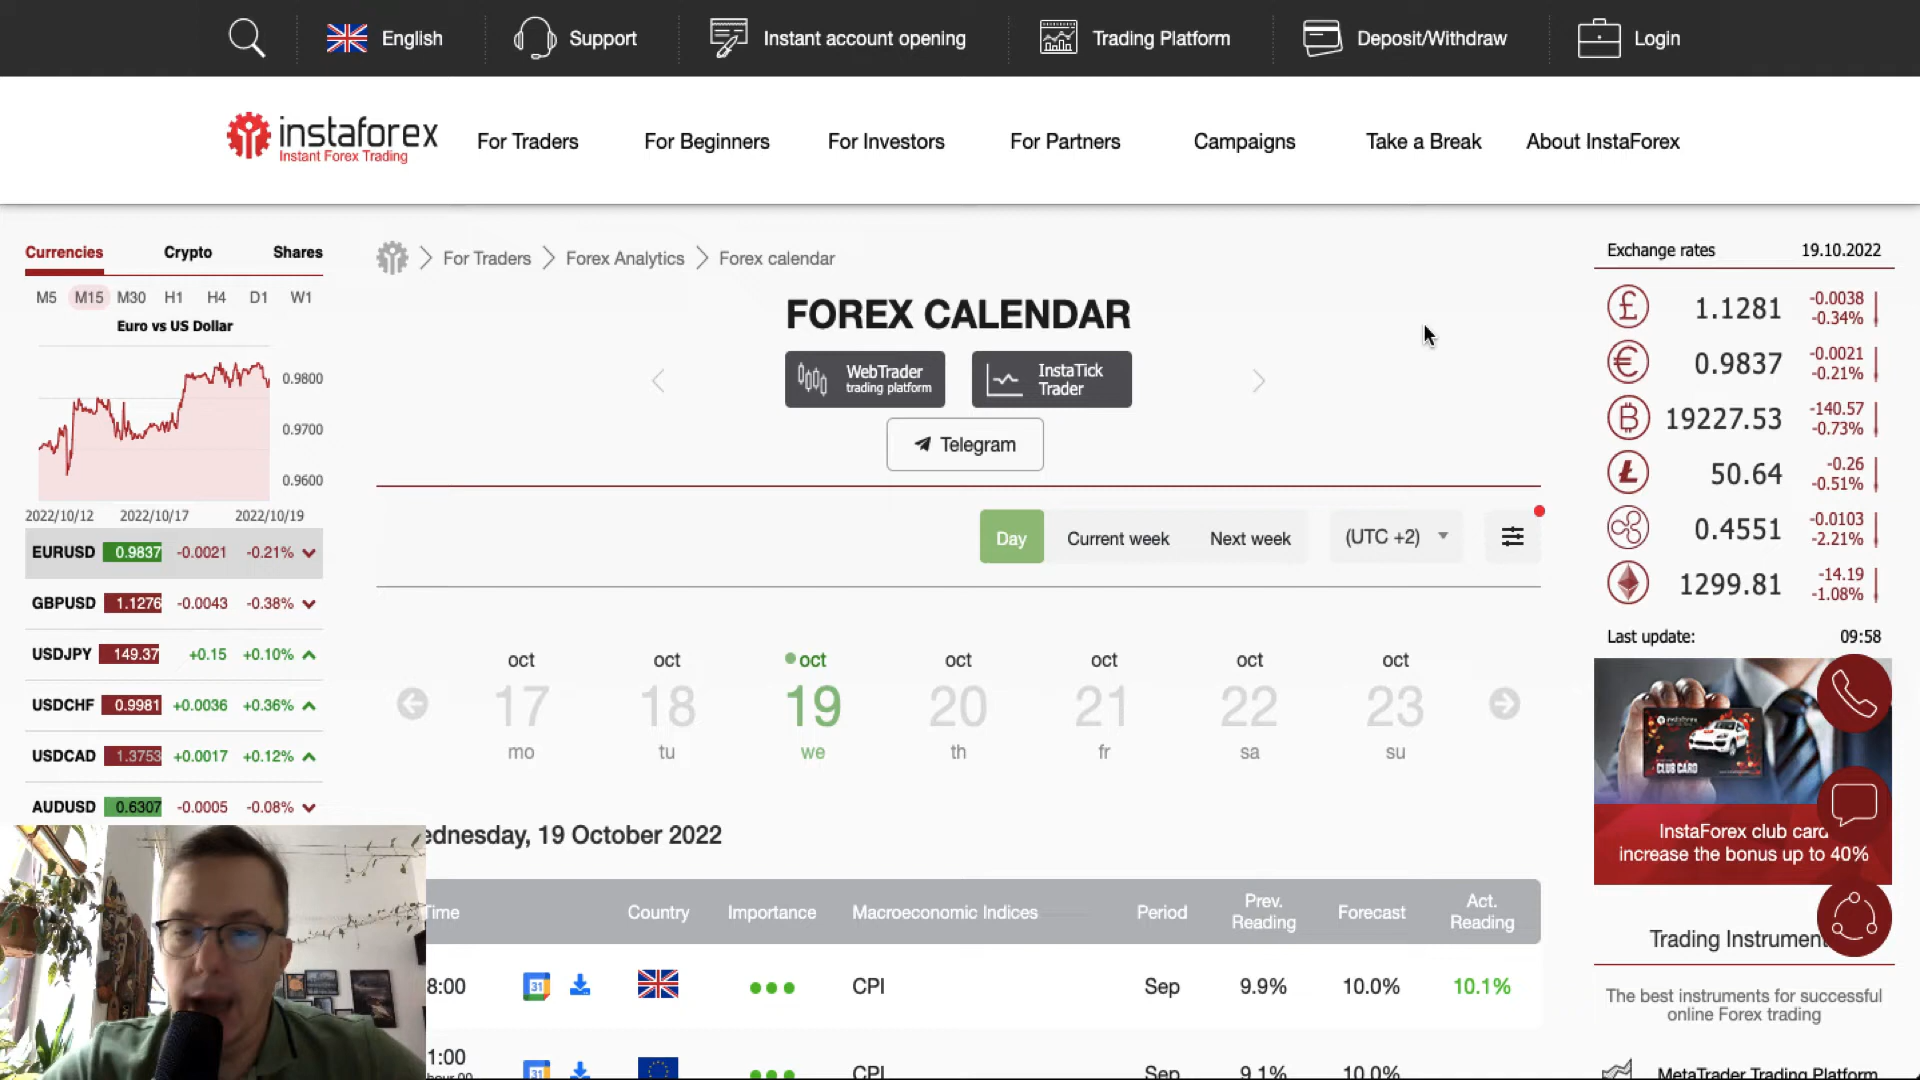 English
Support
Instant account opening
Trading Platform
Deposit/Withdraw
Login
instaforex
Instant Forex Trading
For Traders
For Beginners
For Investors
For Partners
Campaigns
Take a Break
About InstaForex
Currencies
Crypto
Shares
M5 M15 M30 H1 H4 D1 W1
Euro vs US Dollar
0.9800
0.9700
0.9600
2022/10/12 2022/10/17 2022/10/19
EURUSD 0.9837 -0.0021 -0.21%
GBPUSD 1.1276 -0.0043 -0.38%
USDJPY 149.37 +0.15 +0.10%
USDCHF 0.9981 +0.0036 +0.36%
USDCAD 1.3753 +0.0017 +0.12%
AUDUSD 0.6307 -0.0005 -0.08%
For Traders
Forex Analytics
Forex calendar
FOREX CALENDAR
WebTrader
trading platform
InstaTick
Trader
Telegram
Day
Current week
Next week
(UTC +2)
oct oct oct oct oct oct oct
17 18 19 20 21 22 23
mo tu we th fr sa su
ednesday, 19 October 2022
Time Country Importance Macroeconomic Indices Period Prev. Reading Forecast Act. Reading
8:00 31 CPI Sep 9.9% 10.0% 10.1%
1:00 31 CPI Sep 9.1% 10.0%
Exchange rates 19.10.2022
£ 1.1281 -0.0038
-0.34%
€ 0.9837 -0.0021
-0.21%
19227.53 -140.57
-0.73%
50.64 -0.26
-0.51%
0.4551 -0.0103
-2.21%
1299.81 -14.19
-1.08%
Last update: 09:58
instaforex
CLUB CARD
InstaForex club card
increase the bonus up to 40%
Trading Instrument
The best instruments for successful
online Forex trading
MetaTrader Trading Platform